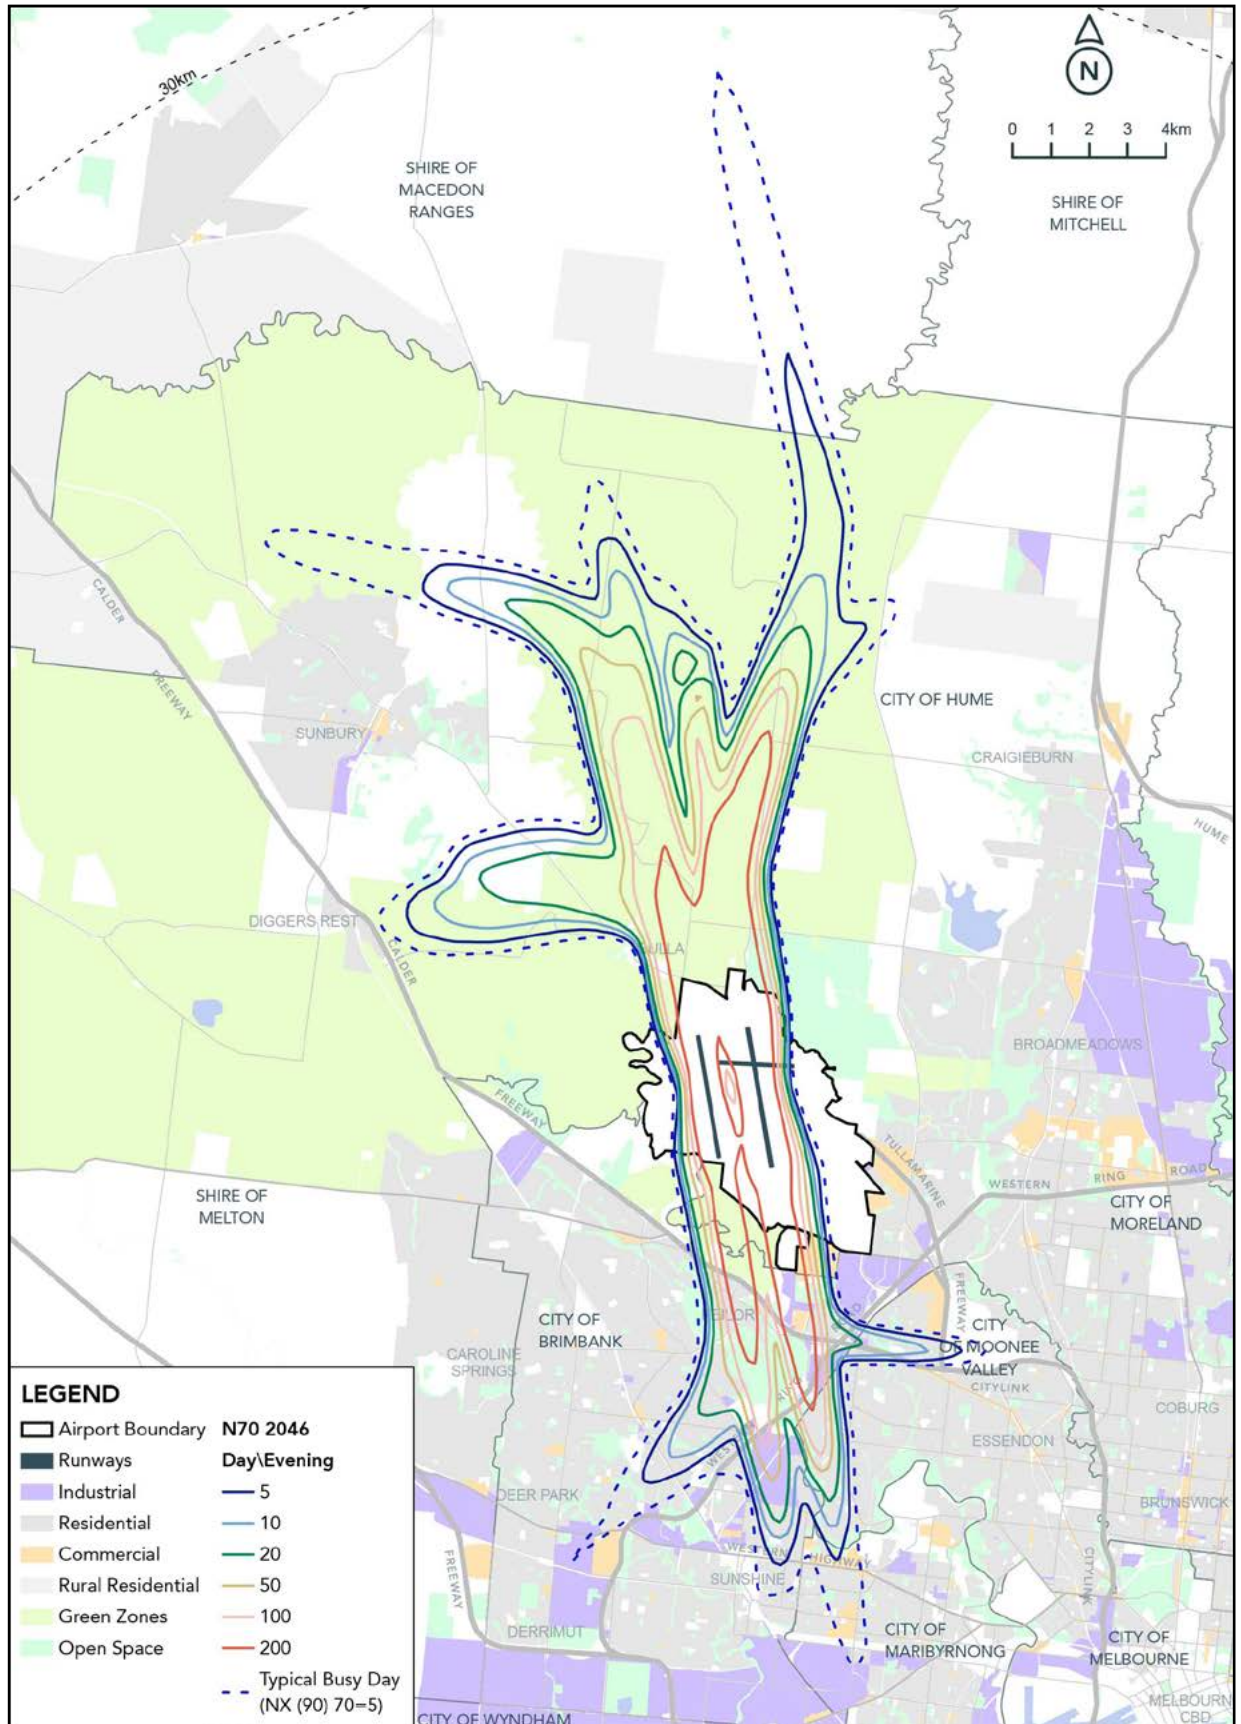 30km
N
0 1 2 3 4km
SHIRE OF
MACEDON
RANGES
SHIRE OF
MITCHELL
CALDER
FREEWAY
SUNBURY
CITY OF HUME
CRAIGIEBURN
HUME
DIGGERS REST
CALDER
BROADMEADOWS
FREEWAY
TULLAMARINE
WESTERN
RING
ROAD
SHIRE OF
MELTON
CITY OF
MORELAND
FREEWAY
CITY OF
BRIMBANK
CITY
OF MOONEE
VALLEY
CITYLINK
CAROLINE
SPRINGS
COBURG
ESSENDON
DEER PARK
BRUNSWICK
WESTERN
HIGHWAY
SUNSHINE
CITYLINK
FREEWAY
DERRIMUT
CITY OF
MARIBYRNONG
CITY OF
MELBOURNE
MELBOURN
CBD
CITY OF WYNDHAM
LEGEND
Airport Boundary N70 2046
Runways Day\Evening
Industrial 5
Residential 10
Commercial 20
Rural Residential 50
Green Zones 100
Open Space 200
Typical Busy Day
(NX (90) 70=5)